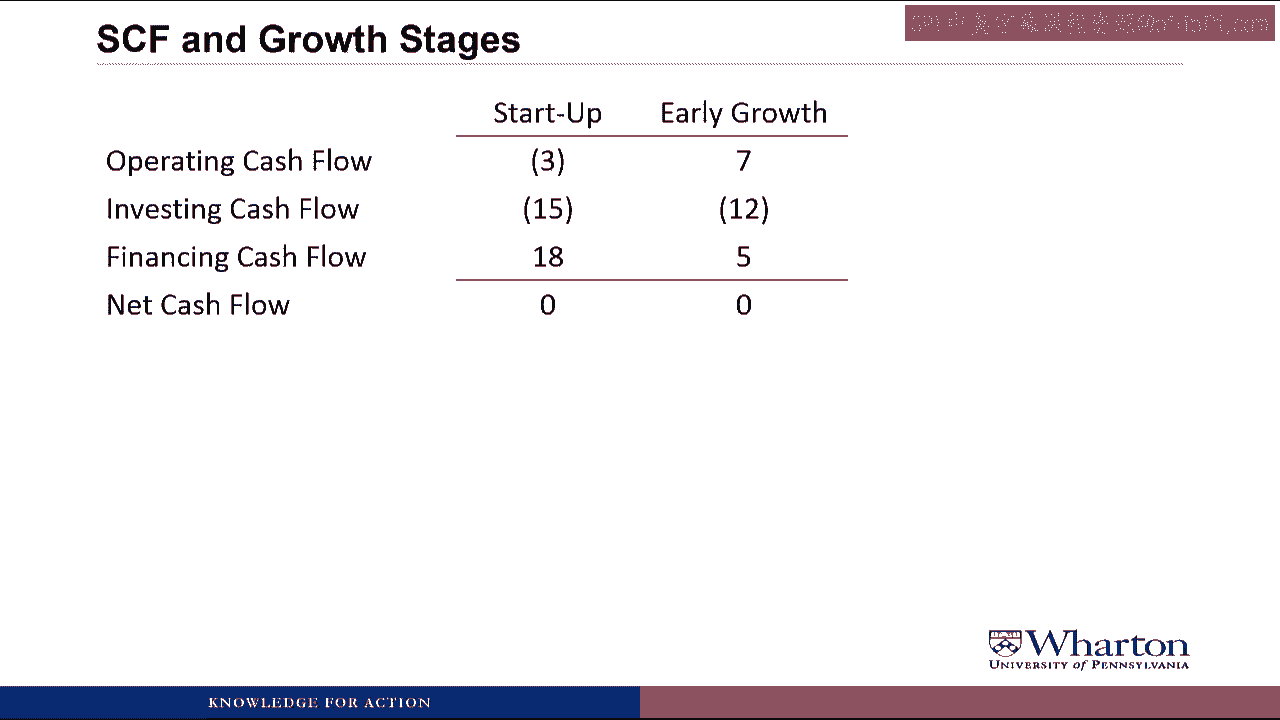 SCF and Growth Stages
Start-Up Early Growth
Operating Cash Flow (3) 7
Investing Cash Flow (15) (12)
Financing Cash Flow 18 5
Net Cash Flow 0 0
Wharton
UNIVERSITY of PENNSYLVANIA
KNOWLEDGE FOR ACTION